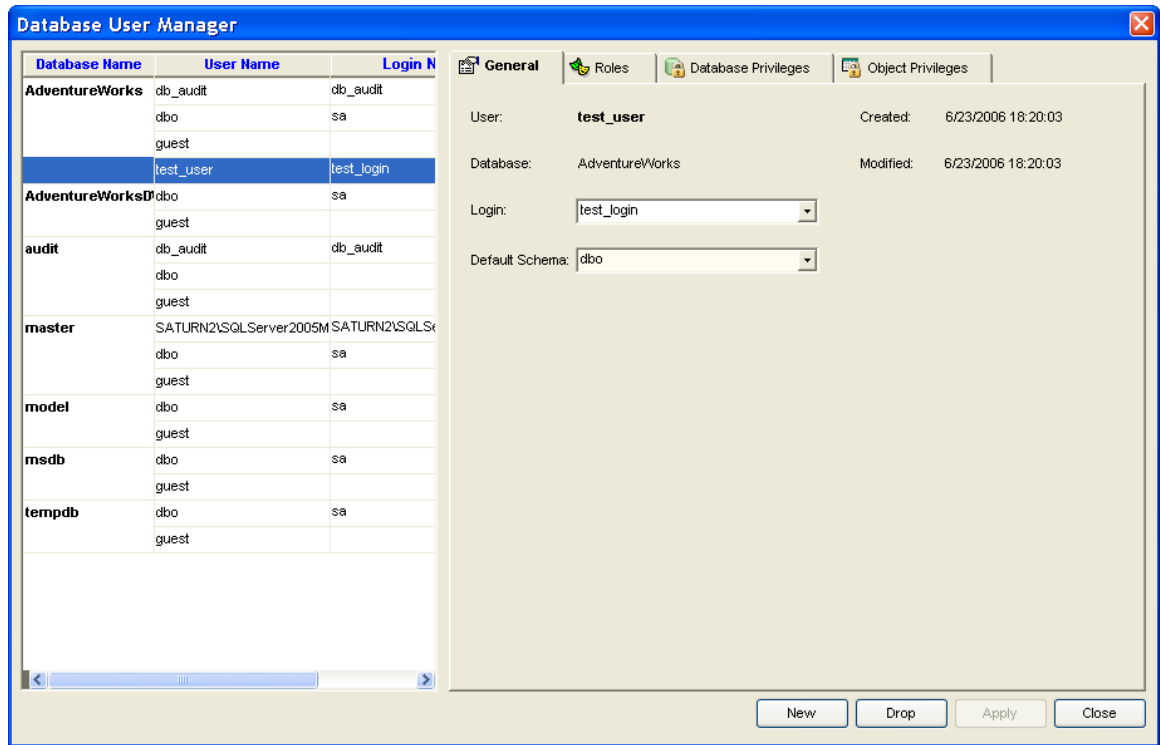 Database User Manager
Database Name User Name Login N
AdventureWorks db_audit db_audit
dbo sa
guest
test_user test_login
AdventureWorksD dbo sa
guest
audit db_audit db_audit
dbo
guest
master SATURN2\SQLServer2005M SATURN2\SQLSe
dbo sa
guest
model dbo sa
guest
msdb dbo sa
guest
tempdb dbo sa
guest
General Roles Database Privileges Object Privileges
User: test_user Created: 6/23/2006 18:20:03
Database: AdventureWorks Modified: 6/23/2006 18:20:03
Login: test_login
Default Schema: dbo
New Drop Apply Close